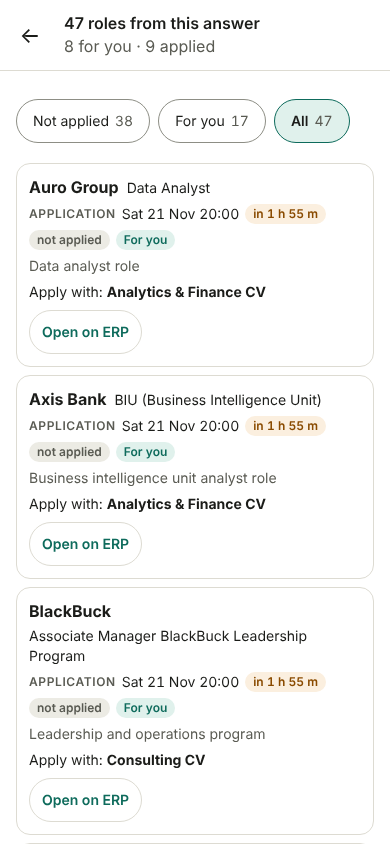 47 roles from this answer
8 for you · 9 applied
Not applied 38
For you 17
All 47
Auro Group Data Analyst
APPLICATION Sat 21 Nov 20:00 in 1 h 55 m
not applied For you
Data analyst role
Apply with: Analytics & Finance CV
Open on ERP
Axis Bank BIU (Business Intelligence Unit)
APPLICATION Sat 21 Nov 20:00 in 1 h 55 m
not applied For you
Business intelligence unit analyst role
Apply with: Analytics & Finance CV
Open on ERP
BlackBuck
Associate Manager BlackBuck Leadership
Program
APPLICATION Sat 21 Nov 20:00 in 1 h 55 m
not applied For you
Leadership and operations program
Apply with: Consulting CV
Open on ERP